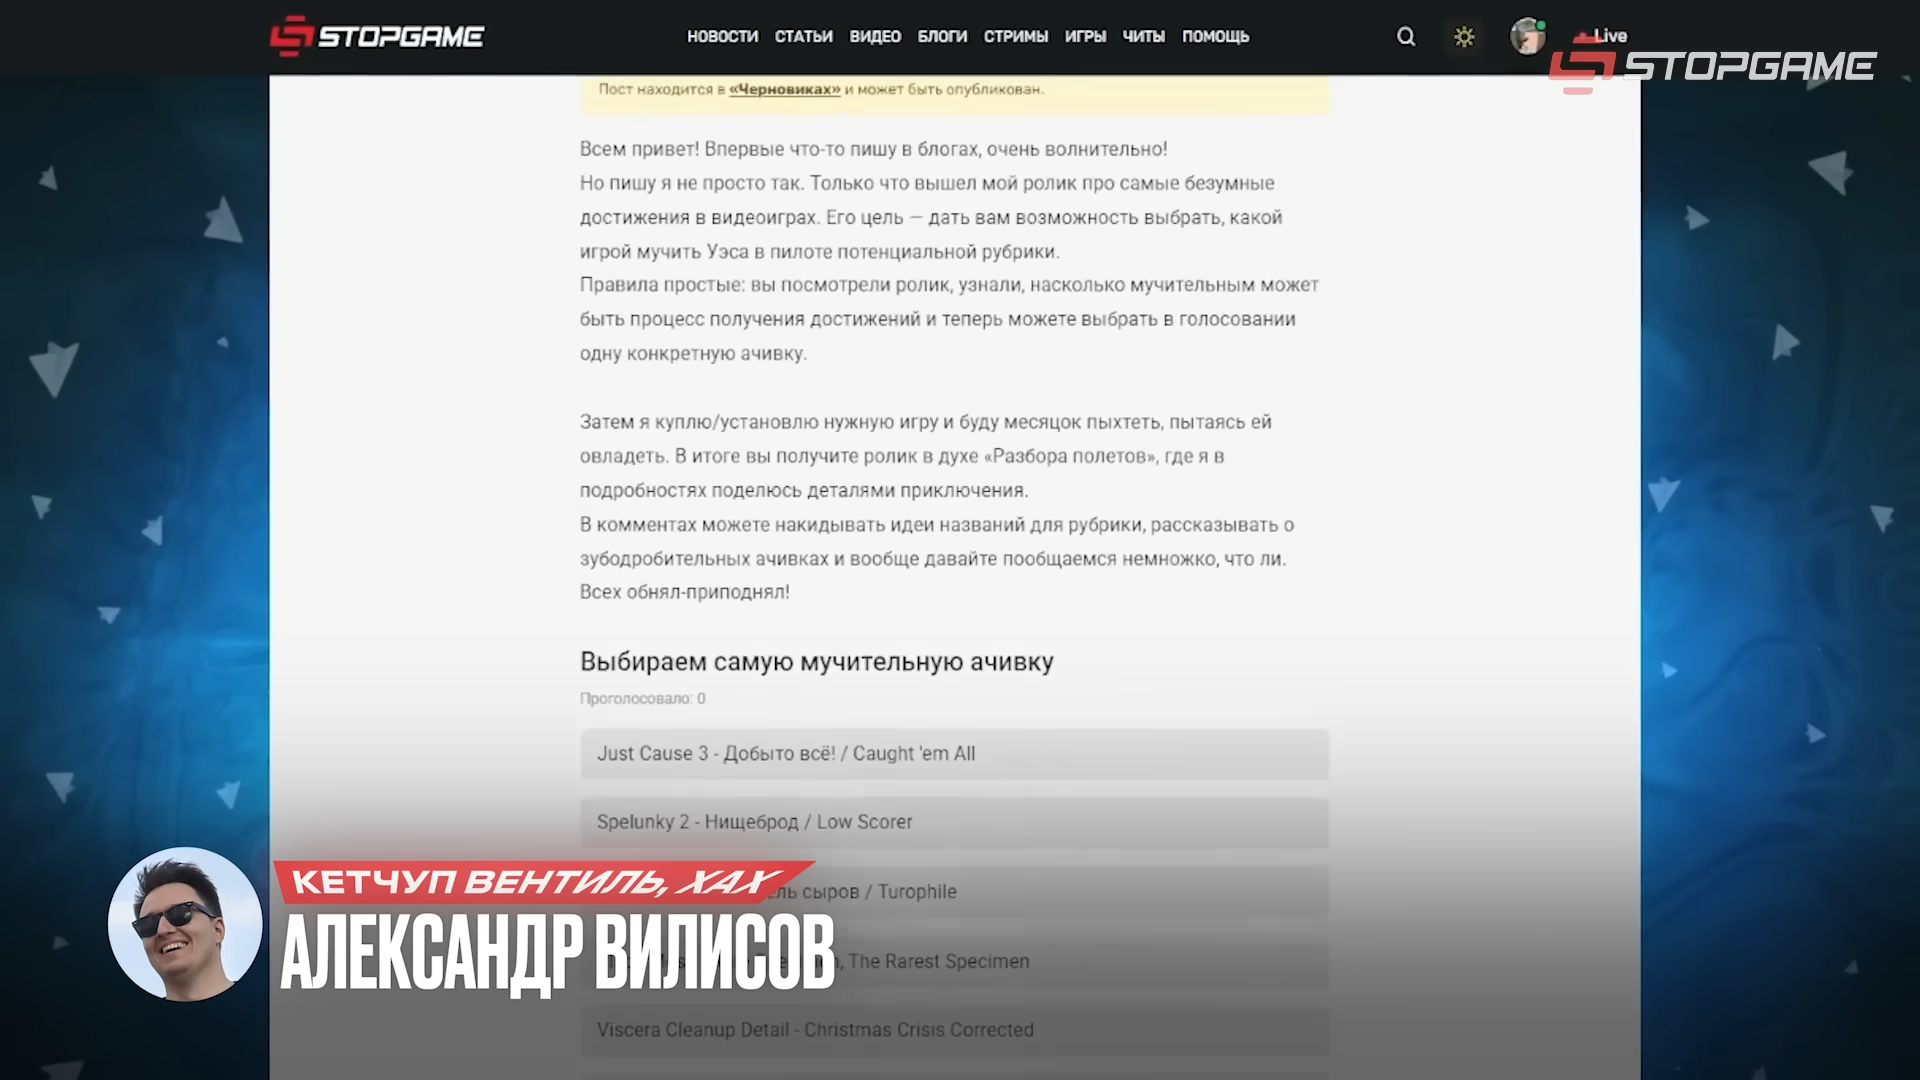 STOPGAME
НОВОСТИ СТАТЬИ ВИДЕО БЛОГИ СТРИМЫ ИГРЫ ЧИТЫ ПОМОЩЬ
Live
STOPGAME
Пост находится в «Черновиках» и может быть опубликован.
Всем привет! Впервые что-то пишу в блогах, очень волнительно!
Но пишу я не просто так. Только что вышел мой ролик про самые безумные
достижения в видеоиграх. Его цель — дать вам возможность выбрать, какой
игрой мучить Уэса в пилоте потенциальной рубрики.
Правила простые: вы посмотрели ролик, узнали, насколько мучительным может
быть процесс получения достижений и теперь можете выбрать в голосовании
одну конкретную ачивку.
Затем я куплю/установлю нужную игру и буду месяцок пыхтеть, пытаясь ей
овладеть. В итоге вы получите ролик в духе «Разбора полетов», где я в
подробностях поделюсь деталями приключения.
В комментах можете накидывать идеи названий для рубрики, рассказывать о
зубодробительных ачивках и вообще давайте пообщаемся немножко, что ли.
Всех обнял-приподнял!
Выбираем самую мучительную ачивку
Проголосовало: 0
Just Cause 3 - Добыто всё! / Caught 'em All
Spelunky 2 - Нищеброд / Low Scorer
сыров / Turophile
The Rarest Specimen
Viscera Cleanup Detail - Christmas Crisis Corrected
КЕТЧУП ВЕНТИЛЬ, ХАХ
АЛЕКСАНДР ВИЛИСОВ